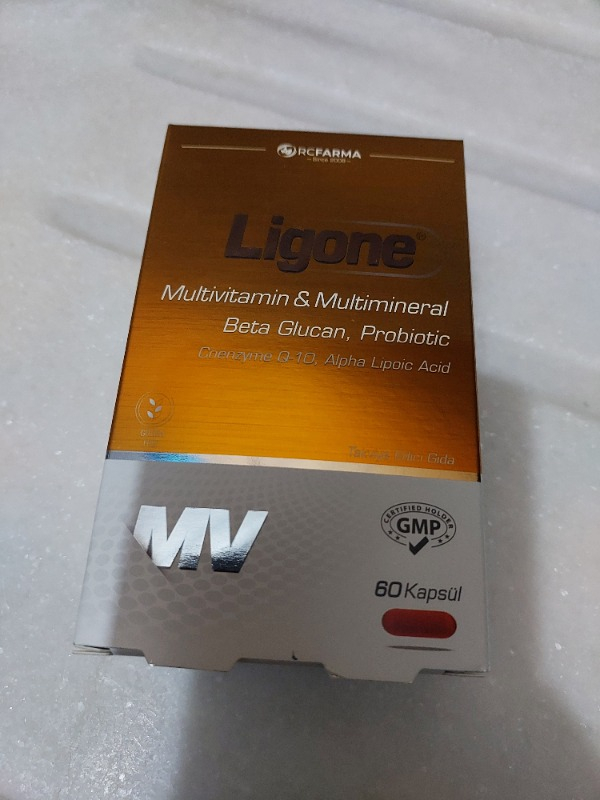 RCFARMA
Since 2008
Ligone®
Multivitamin & Multimineral
Beta Glucan, Probiotic
Coenzyme Q-10, Alpha Lipoic Acid
Gıda
MV
CERTIFIED HOLDER
GMP
60 Kapsül